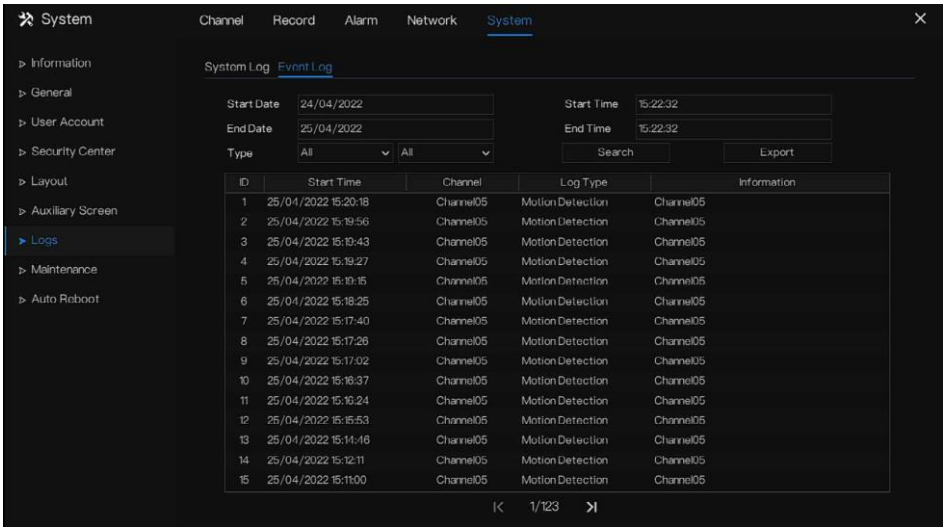 System Channel Record Alarm Network System
Information
General
User Account
Security Center
Layout
Auxiliary Screen
Logs
Maintenance
Auto Reboot
System Log Event Log
Start Date 24/04/2022 Start Time 15:22:32
End Date 25/04/2022 End Time 15:22:32
Type All All Search Export
ID Start Time Channel Log Type Information
1 25/04/2022 15:20:18 Channel05 Motion Detection Channel05
2 25/04/2022 15:19:56 Channel05 Motion Detection Channel05
3 25/04/2022 15:19:43 Channel05 Motion Detection Channel05
4 25/04/2022 15:19:27 Channel05 Motion Detection Channel05
5 25/04/2022 15:19:15 Channel05 Motion Detection Channel05
6 25/04/2022 15:18:25 Channel05 Motion Detection Channel05
7 25/04/2022 15:17:40 Channel05 Motion Detection Channel05
8 25/04/2022 15:17:26 Channel05 Motion Detection Channel05
9 25/04/2022 15:17:02 Channel05 Motion Detection Channel05
10 25/04/2022 15:16:37 Channel05 Motion Detection Channel05
11 25/04/2022 15:16:24 Channel05 Motion Detection Channel05
12 25/04/2022 15:15:53 Channel05 Motion Detection Channel05
13 25/04/2022 15:14:46 Channel05 Motion Detection Channel05
14 25/04/2022 15:12:11 Channel05 Motion Detection Channel05
15 25/04/2022 15:11:00 Channel05 Motion Detection Channel05
1/123